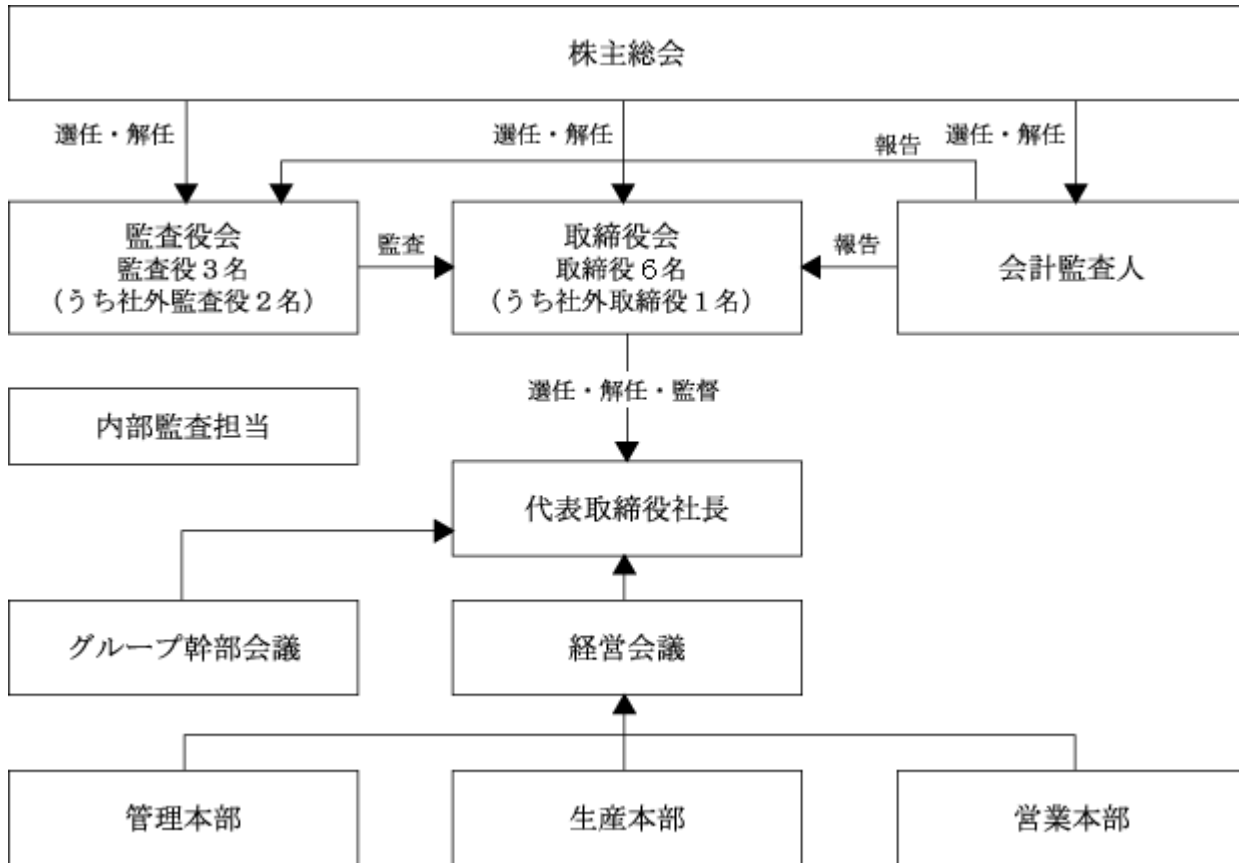 株主総会
選任・解任
選任・解任
選任・解任
報告
監査役会
監査役３名
（うち社外監査役２名）
監査
取締役会
取締役６名
（うち社外取締役１名）
報告
会計監査人
選任・解任・監督
内部監査担当
代表取締役社長
グループ幹部会議
経営会議
管理本部
生産本部
営業本部